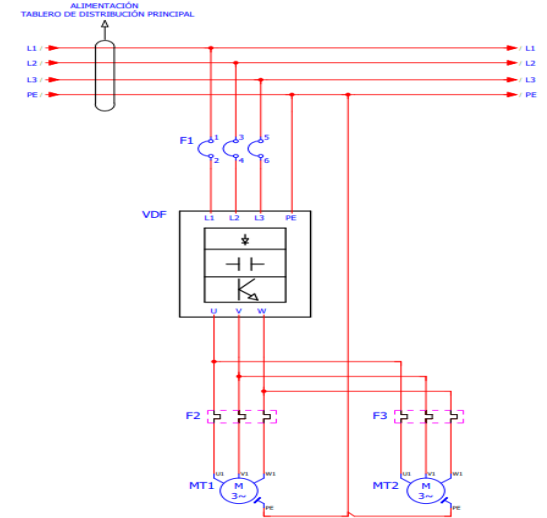 ALIMENTACIÓN
TABLERO DE DISTRIBUCIÓN PRINCIPAL
L1 / / L1
L2 / / L2
L3 / / L3
PE / / PE
F1 1 3 5
2 4 6
VDF L1 L2 L3 PE
U V W
F2 F3
U1 V1 W1 U1 V1 W1
MT1 M 3~ MT2 M 3~
PE PE